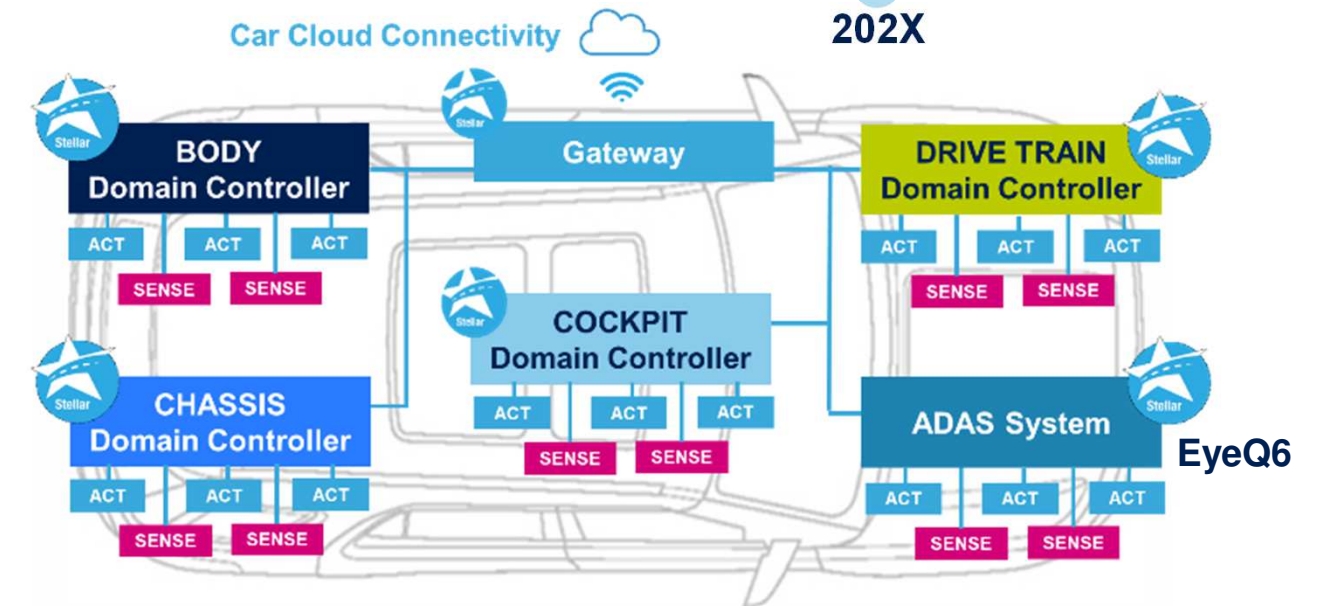 Car Cloud Connectivity
202X
Stellar
BODY
Domain Controller
ACT
ACT
ACT
SENSE
SENSE
Stellar
Gateway
Stellar
DRIVE TRAIN
Domain Controller
ACT
ACT
ACT
SENSE
SENSE
Stellar
COCKPIT
Domain Controller
ACT
ACT
ACT
SENSE
SENSE
Stellar
CHASSIS
Domain Controller
ACT
ACT
ACT
SENSE
SENSE
Stellar
ADAS System
EyeQ6
ACT
ACT
ACT
SENSE
SENSE